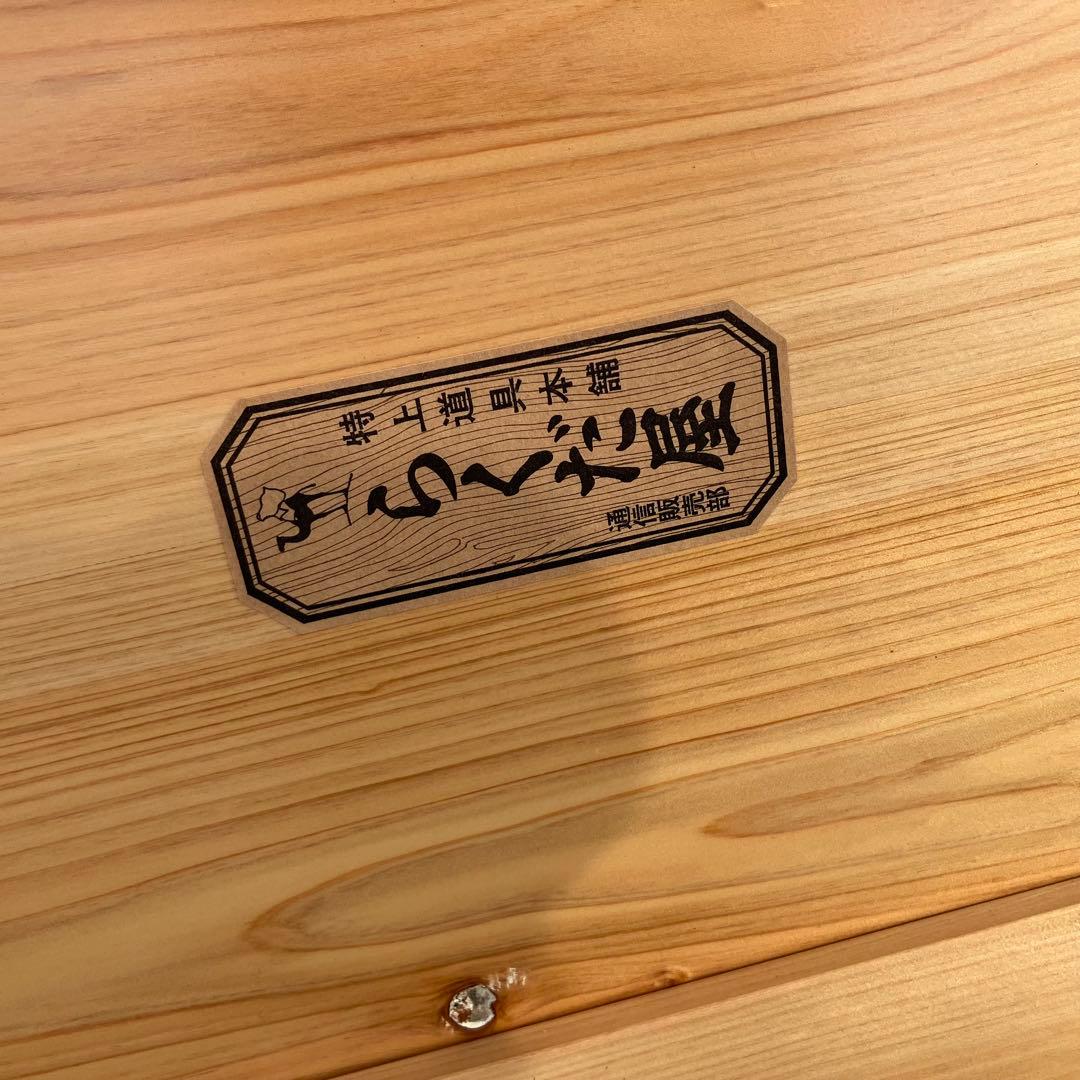 特上道具本舗
らくだ屋
通信販売部